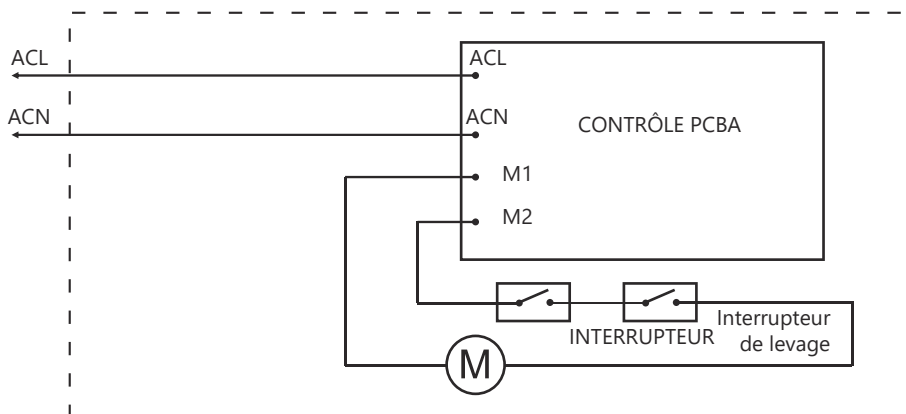 ACL
ACL
ACN
ACN
CONTRÔLE PCBA
M1
M2
INTERRUPTEUR
Interrupteur
de levage
M